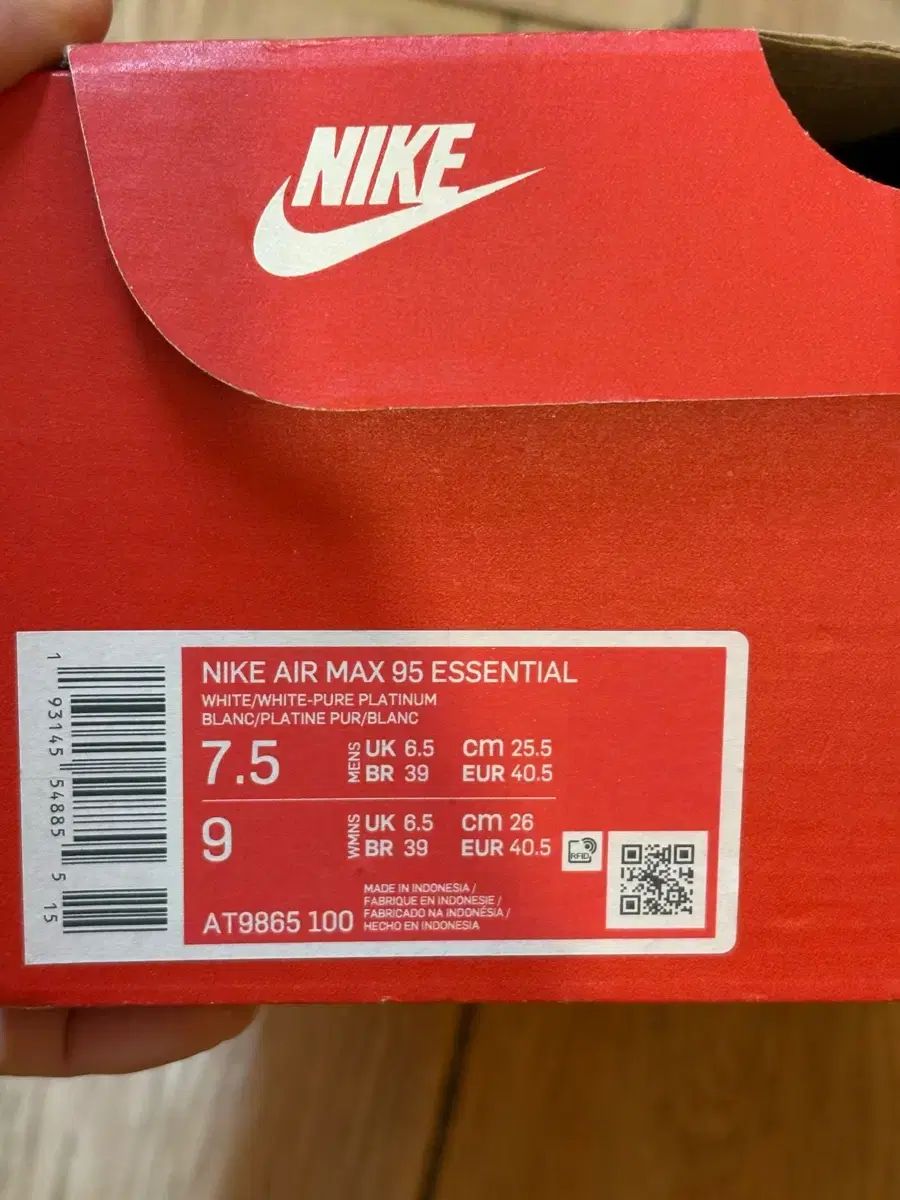 NIKE
NIKE AIR MAX 95 ESSENTIAL
WHITE/WHITE-PURE PLATINUM
BLANC/PLATINE PUR/BLANC
7.5 MENS UK 6.5 cm 25.5
BR 39 EUR 40.5
9 WMNS UK 6.5 cm 26
BR 39 EUR 40.5
RFID
AT9865 100
MADE IN INDONESIA /
FABRIQUE EN INDONESIE /
FABRICADO NA INDONÉSIA /
HECHO EN INDONESIA
1 93145 54885 5 15